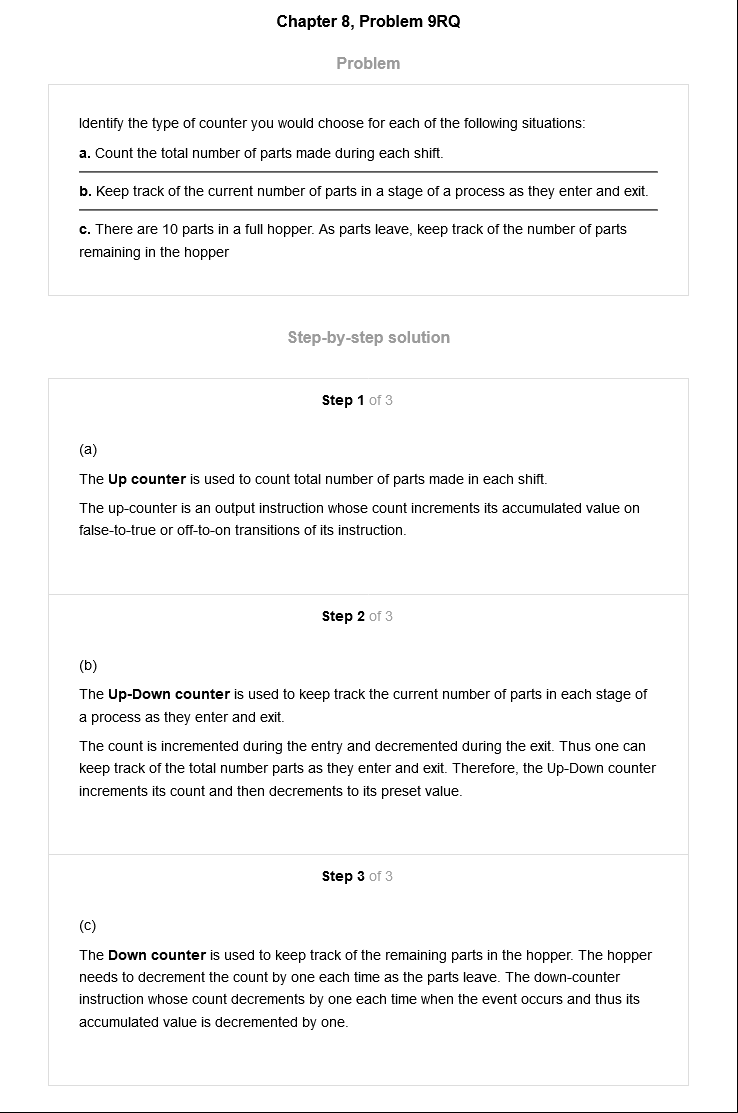 Chapter 8, Problem 9RQ
Problem
Identify the type of counter you would choose for each of the following situations:
a. Count the total number of parts made during each shift.
b. Keep track of the current number of parts in a stage of a process as they enter and exit.
c. There are 10 parts in a full hopper. As parts leave, keep track of the number of parts
remaining in the hopper
Step-by-step solution
Step 1 of 3
(a)
The Up counter is used to count total number of parts made in each shift.
The up-counter is an output instruction whose count increments its accumulated value on
false-to-true or off-to-on transitions of its instruction.
Step 2 of 3
(b)
The Up-Down counter is used to keep track the current number of parts in each stage of
a process as they enter and exit.
The count is incremented during the entry and decremented during the exit. Thus one can
keep track of the total number parts as they enter and exit. Therefore, the Up-Down counter
increments its count and then decrements to its preset value.
Step 3 of 3
(c)
The Down counter is used to keep track of the remaining parts in the hopper. The hopper
needs to decrement the count by one each time as the parts leave. The down-counter
instruction whose count decrements by one each time when the event occurs and thus its
accumulated value is decremented by one.